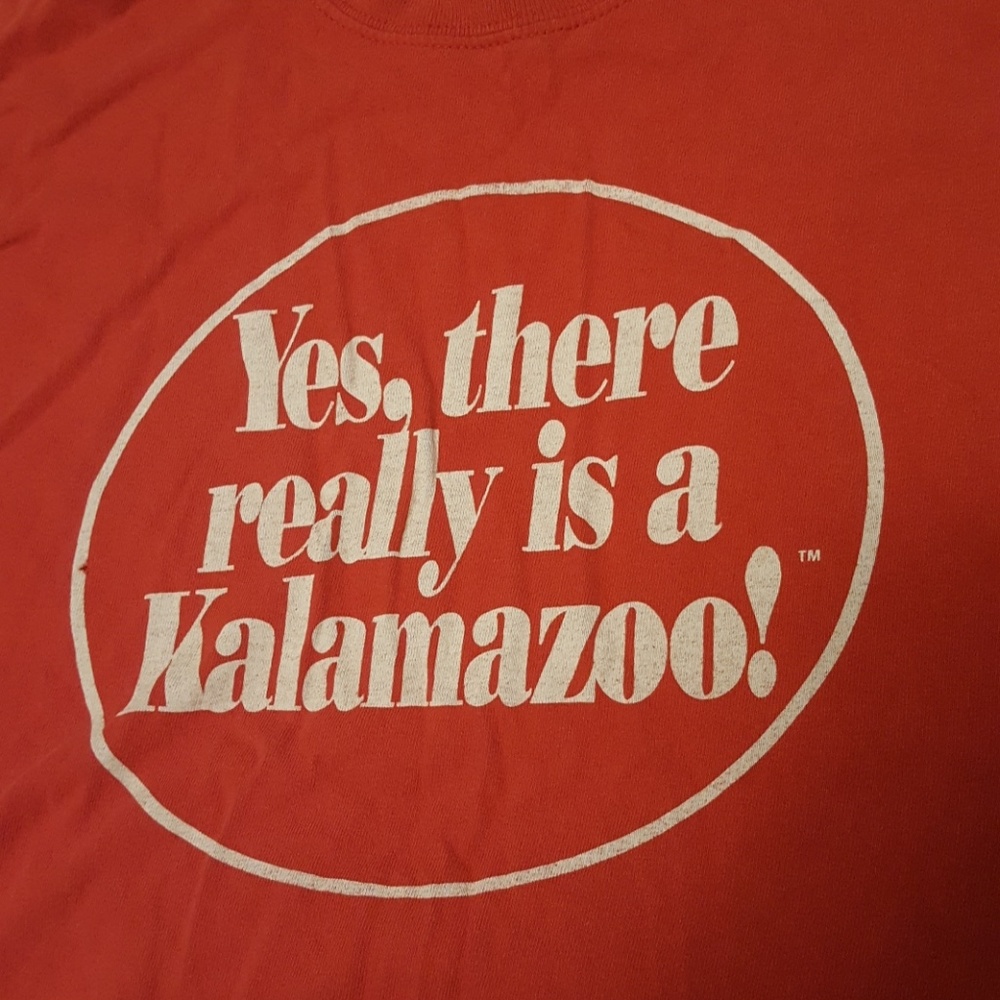 Yes, there
really is a
Kalamazoo!™